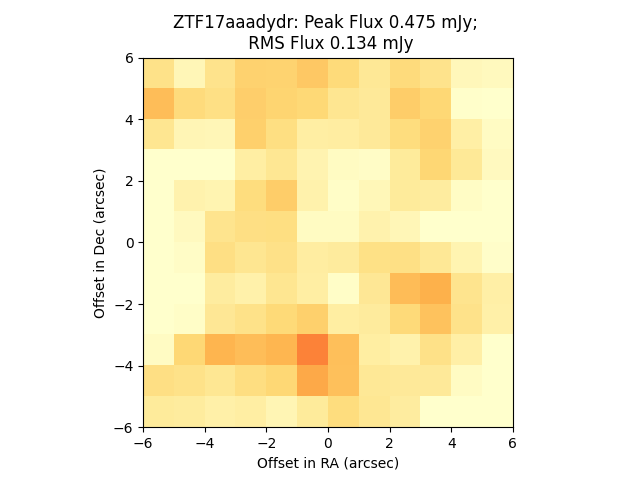 ZTF17aaadydr: Peak Flux 0.475 mJy;
RMS Flux 0.134 mJy
6
4
2
0
−2
−4
−6
Offset in Dec (arcsec)
−6 −4 −2 0 2 4 6
Offset in RA (arcsec)